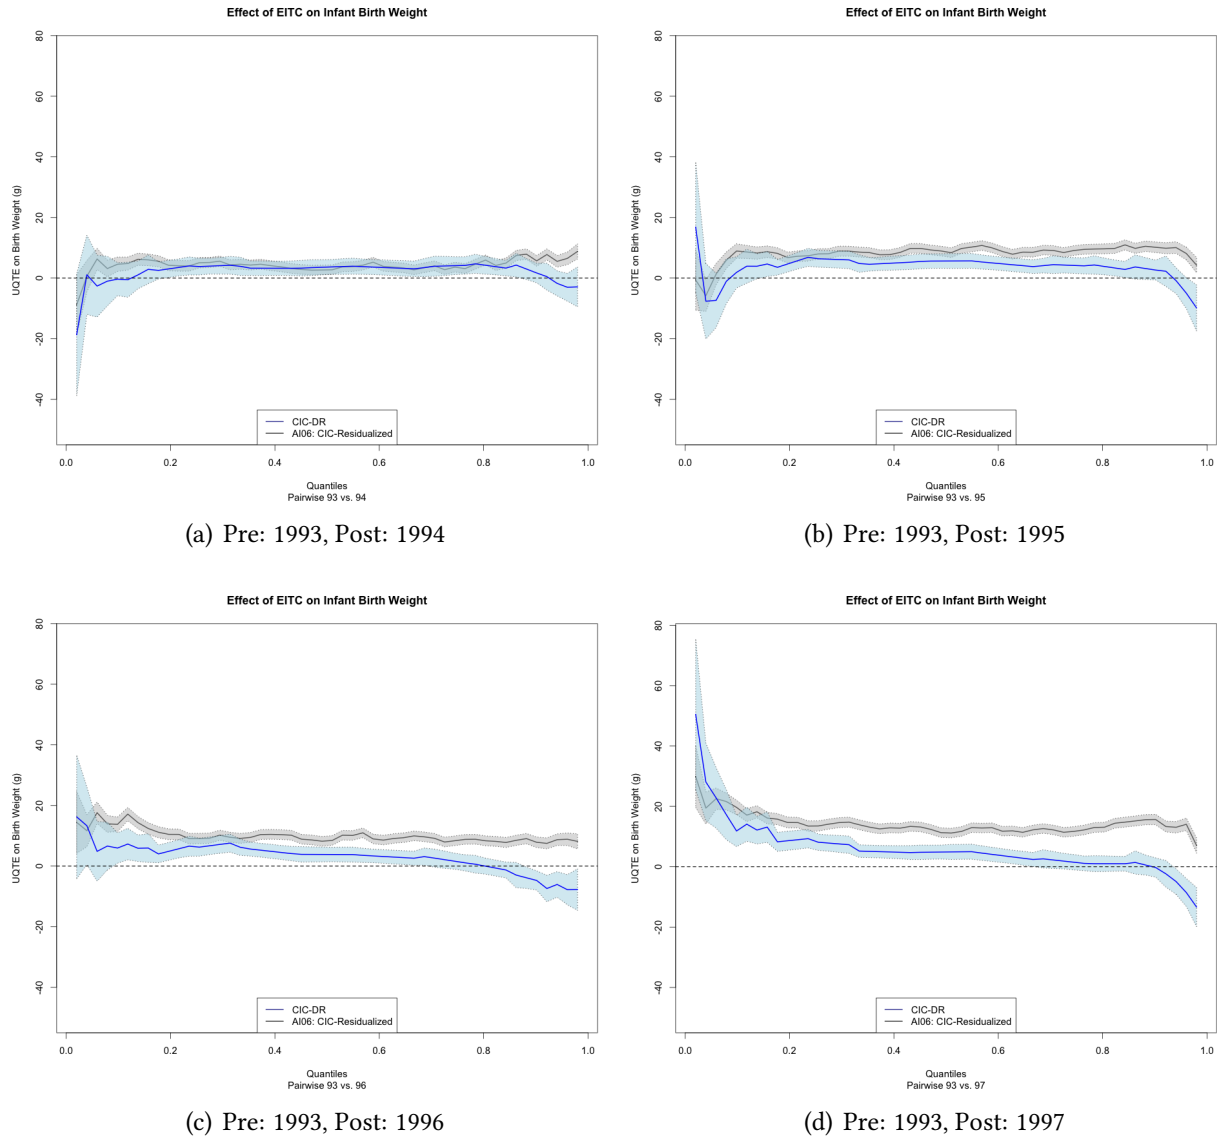 Effect of EITC on Infant Birth Weight
UQTE on Birth Weight (g)
80
60
40
20
0
-20
-40
CIC-DR
AI06: CIC-Residualized
0.0 0.2 0.4 0.6 0.8 1.0
Quantiles
Pairwise 93 vs. 94
(a) Pre: 1993, Post: 1994
Effect of EITC on Infant Birth Weight
UQTE on Birth Weight (g)
80
60
40
20
0
-20
-40
CIC-DR
AI06: CIC-Residualized
0.0 0.2 0.4 0.6 0.8 1.0
Quantiles
Pairwise 93 vs. 95
(b) Pre: 1993, Post: 1995
Effect of EITC on Infant Birth Weight
UQTE on Birth Weight (g)
80
60
40
20
0
-20
-40
CIC-DR
AI06: CIC-Residualized
0.0 0.2 0.4 0.6 0.8 1.0
Quantiles
Pairwise 93 vs. 96
(c) Pre: 1993, Post: 1996
Effect of EITC on Infant Birth Weight
UQTE on Birth Weight (g)
80
60
40
20
0
-20
-40
CIC-DR
AI06: CIC-Residualized
0.0 0.2 0.4 0.6 0.8 1.0
Quantiles
Pairwise 93 vs. 97
(d) Pre: 1993, Post: 1997